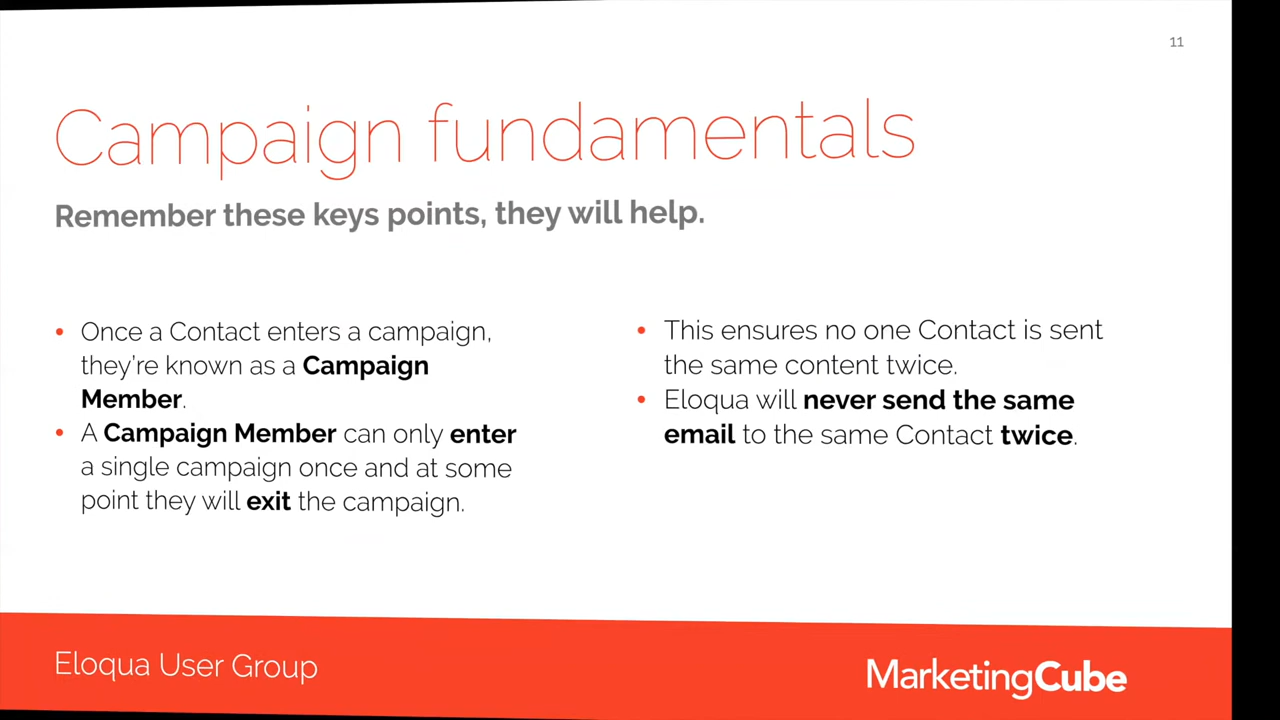 11
Campaign fundamentals
Remember these keys points, they will help.
• Once a Contact enters a campaign,
they're known as a Campaign
Member.
• A Campaign Member can only enter
a single campaign once and at some
point they will exit the campaign.
• This ensures no one Contact is sent
the same content twice.
• Eloqua will never send the same
email to the same Contact twice.
Eloqua User Group
MarketingCube